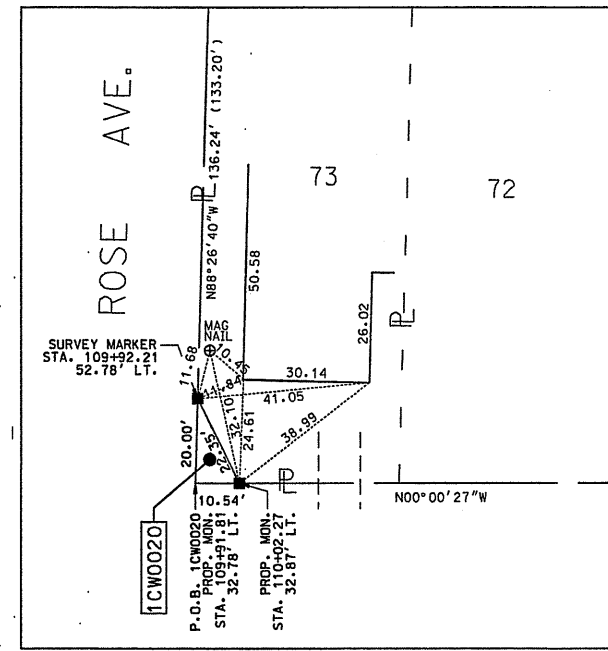 ROSE AVE.
N88°26'40"W 136.24' (133.20')
PL
73
72
50.58
26.02
PL
MAG
NAIL
SURVEY MARKER
STA. 109+92.21
52.78' LT.
11.68
10.45
30.14
11.84
41.05
32.10
24.61
38.99
20.00'
22.35'
PL
10.54'
N00°00'27"W
1CW0020
P.O.B. 1CW0020
PROP. MON.
STA. 109+91.81
32.78' LT.
PROP. MON.
STA. 110+02.27
32.87' LT.